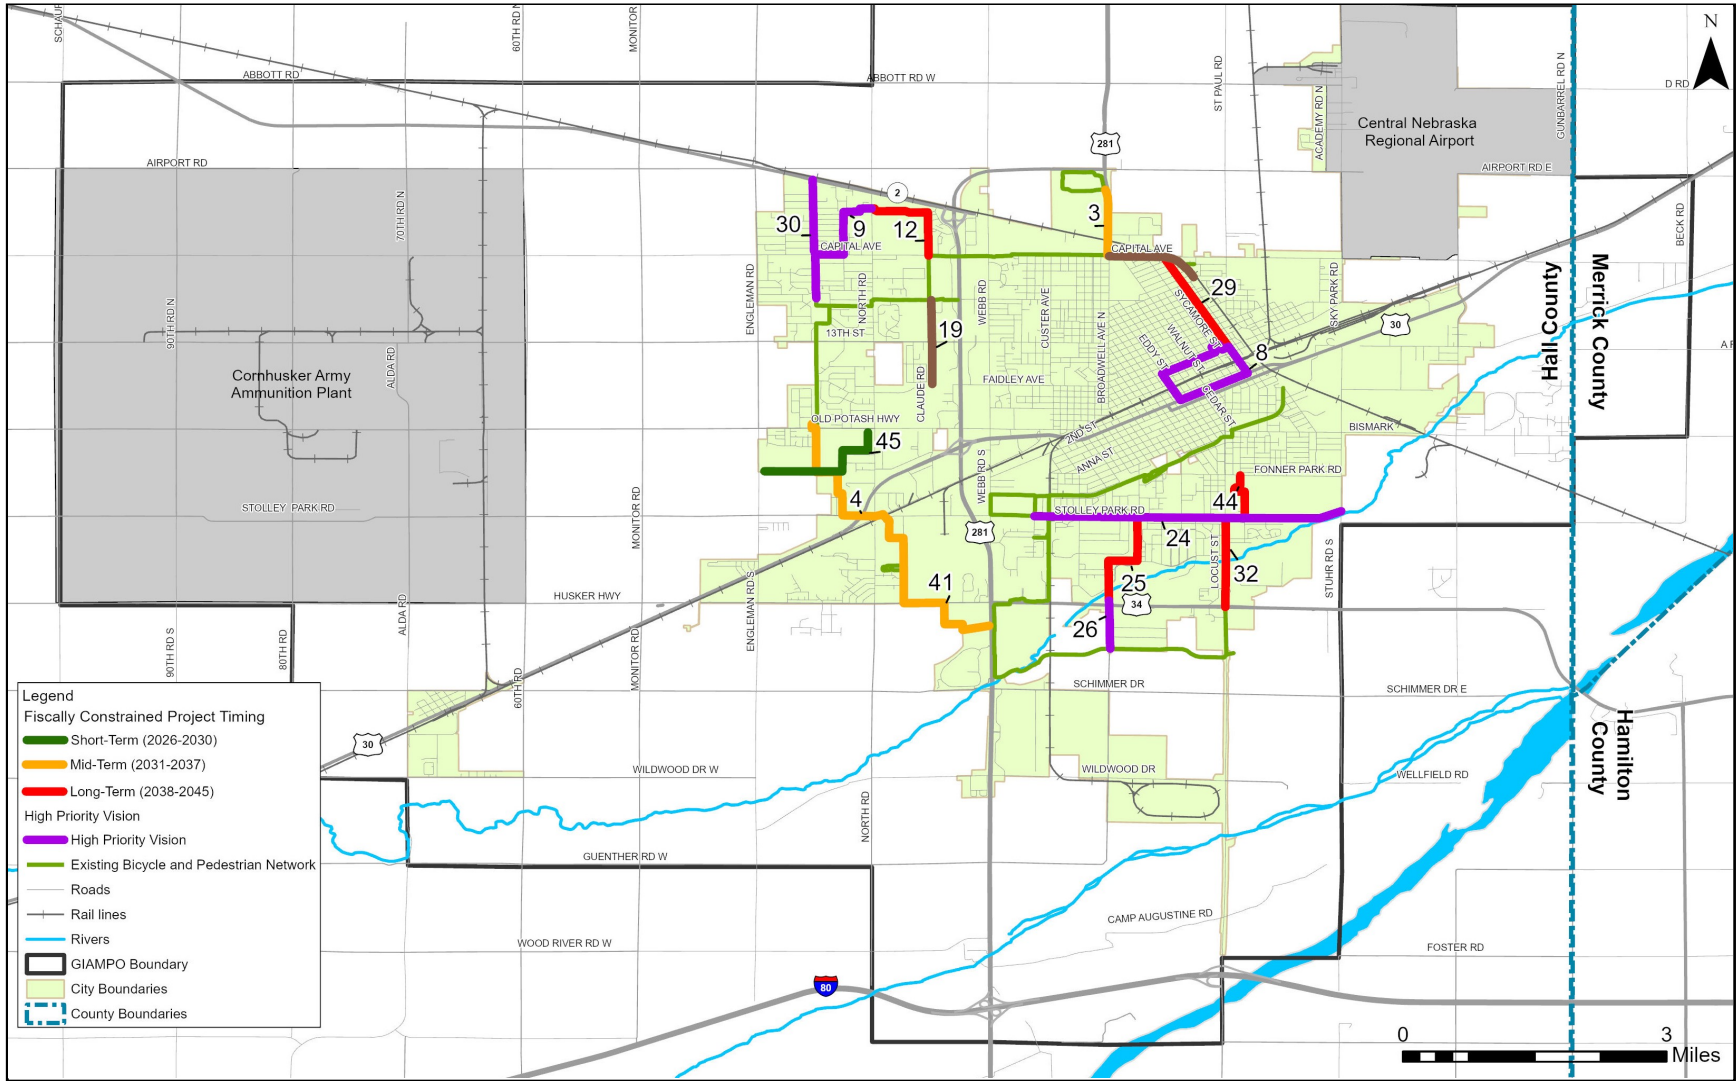 SCHAUP
60TH RD N
MONITOR
N
ABBOTT RD
ABBOTT RD W
ST PAUL RD
ACADEMY RD N
GUNBARREL RD N
D RD
281
Central Nebraska
Regional Airport
AIRPORT RD
AIRPORT RD E
2
70TH RD N
3
30
9
12
CAPITAL AVE
CAPITAL AVE
BECK RD
ENGLEMAN RD
NORTH RD
WEBB RD
CUSTER AVE
BROADWELL AVE N
SYCAMORE ST
29
SKY PARK RD
30
Hall County
Merrick County
90TH RD N
13TH ST
19
WALNUT ST
EDDY ST
8
ALDA RD
Cornhusker Army
Ammunition Plant
CLAUDE RD
FAIDLEY AVE
CEDAR ST
OLD POTASH HWY
45
2ND ST
BISMARK
ANNA ST
WEBB RD S
FONNER PARK RD
4
44
STOLLEY PARK RD
MONITOR RD
STOLLEY PARK RD
281
24
LOCUST ST
32
STUHR RD S
41
25
HUSKER HWY
34
26
ALDA RD
ENGLEMAN RD S
90TH RD S
80TH RD
60TH RD
MONITOR RD
SCHIMMER DR
SCHIMMER DR E
30
Hamilton
County
WILDWOOD DR W
WILDWOOD DR
WELLFIELD RD
NORTH RD
GUENTHER RD W
CAMP AUGUSTINE RD
WOOD RIVER RD W
FOSTER RD
80
Legend
Fiscally Constrained Project Timing
Short-Term (2026-2030)
Mid-Term (2031-2037)
Long-Term (2038-2045)
High Priority Vision
High Priority Vision
Existing Bicycle and Pedestrian Network
Roads
Rail lines
Rivers
GIAMPO Boundary
City Boundaries
County Boundaries
0 3
Miles